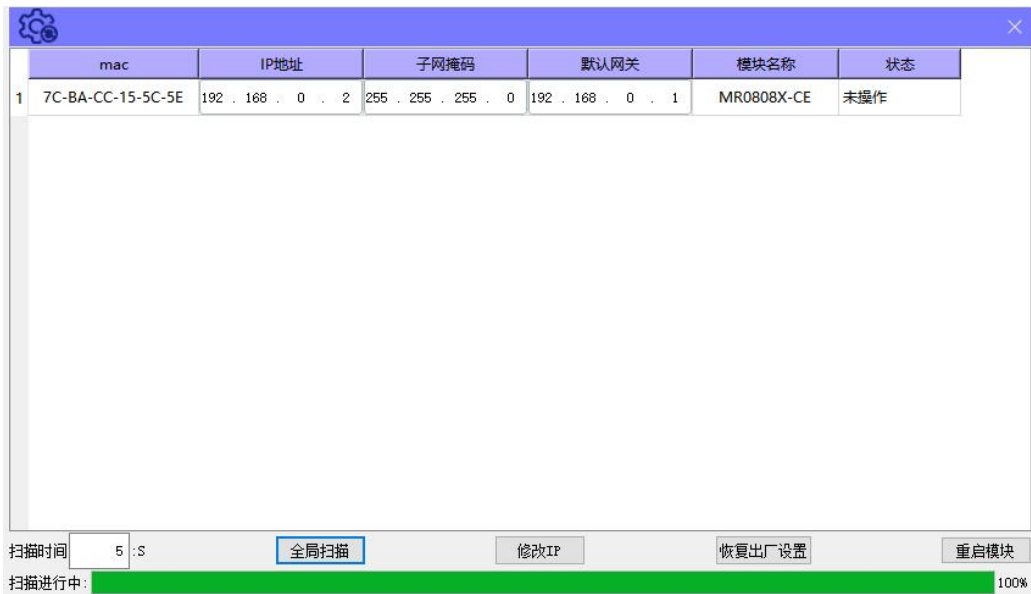 mac IP地址 子网掩码 默认网关 模块名称 状态
1 7C-BA-CC-15-5C-5E 192 . 168 . 0 . 2 255 . 255 . 255 . 0 192 . 168 . 0 . 1 MR0808X-CE 未操作
扫描时间 5 :S 全局扫描 修改IP 恢复出厂设置 重启模块
扫描进行中: 100%